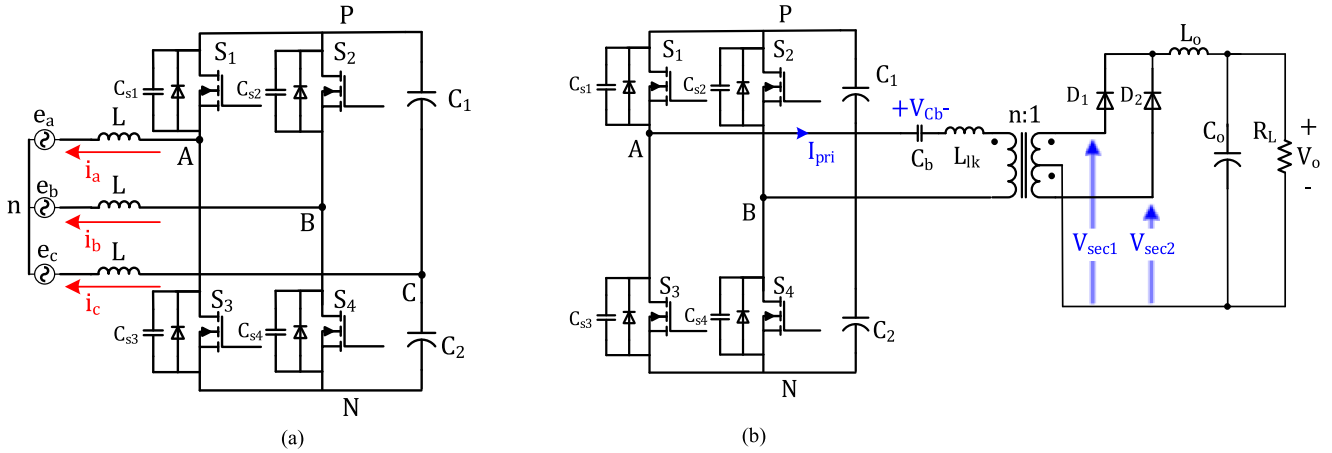 P
S1
S2
Cs1
Cs2
C1
ea
L
A
ia
eb
L
n
B
ib
ec
L
C
ic
S3
S4
Cs3
Cs4
C2
N
(a)
P
S1
S2
Cs1
Cs2
C1
A
Ipri
+VCb-
Cb
Llk
n:1
D1
D2
Lo
Co
RL
+
Vo
-
B
Vsec1
Vsec2
S3
S4
Cs3
Cs4
C2
N
(b)